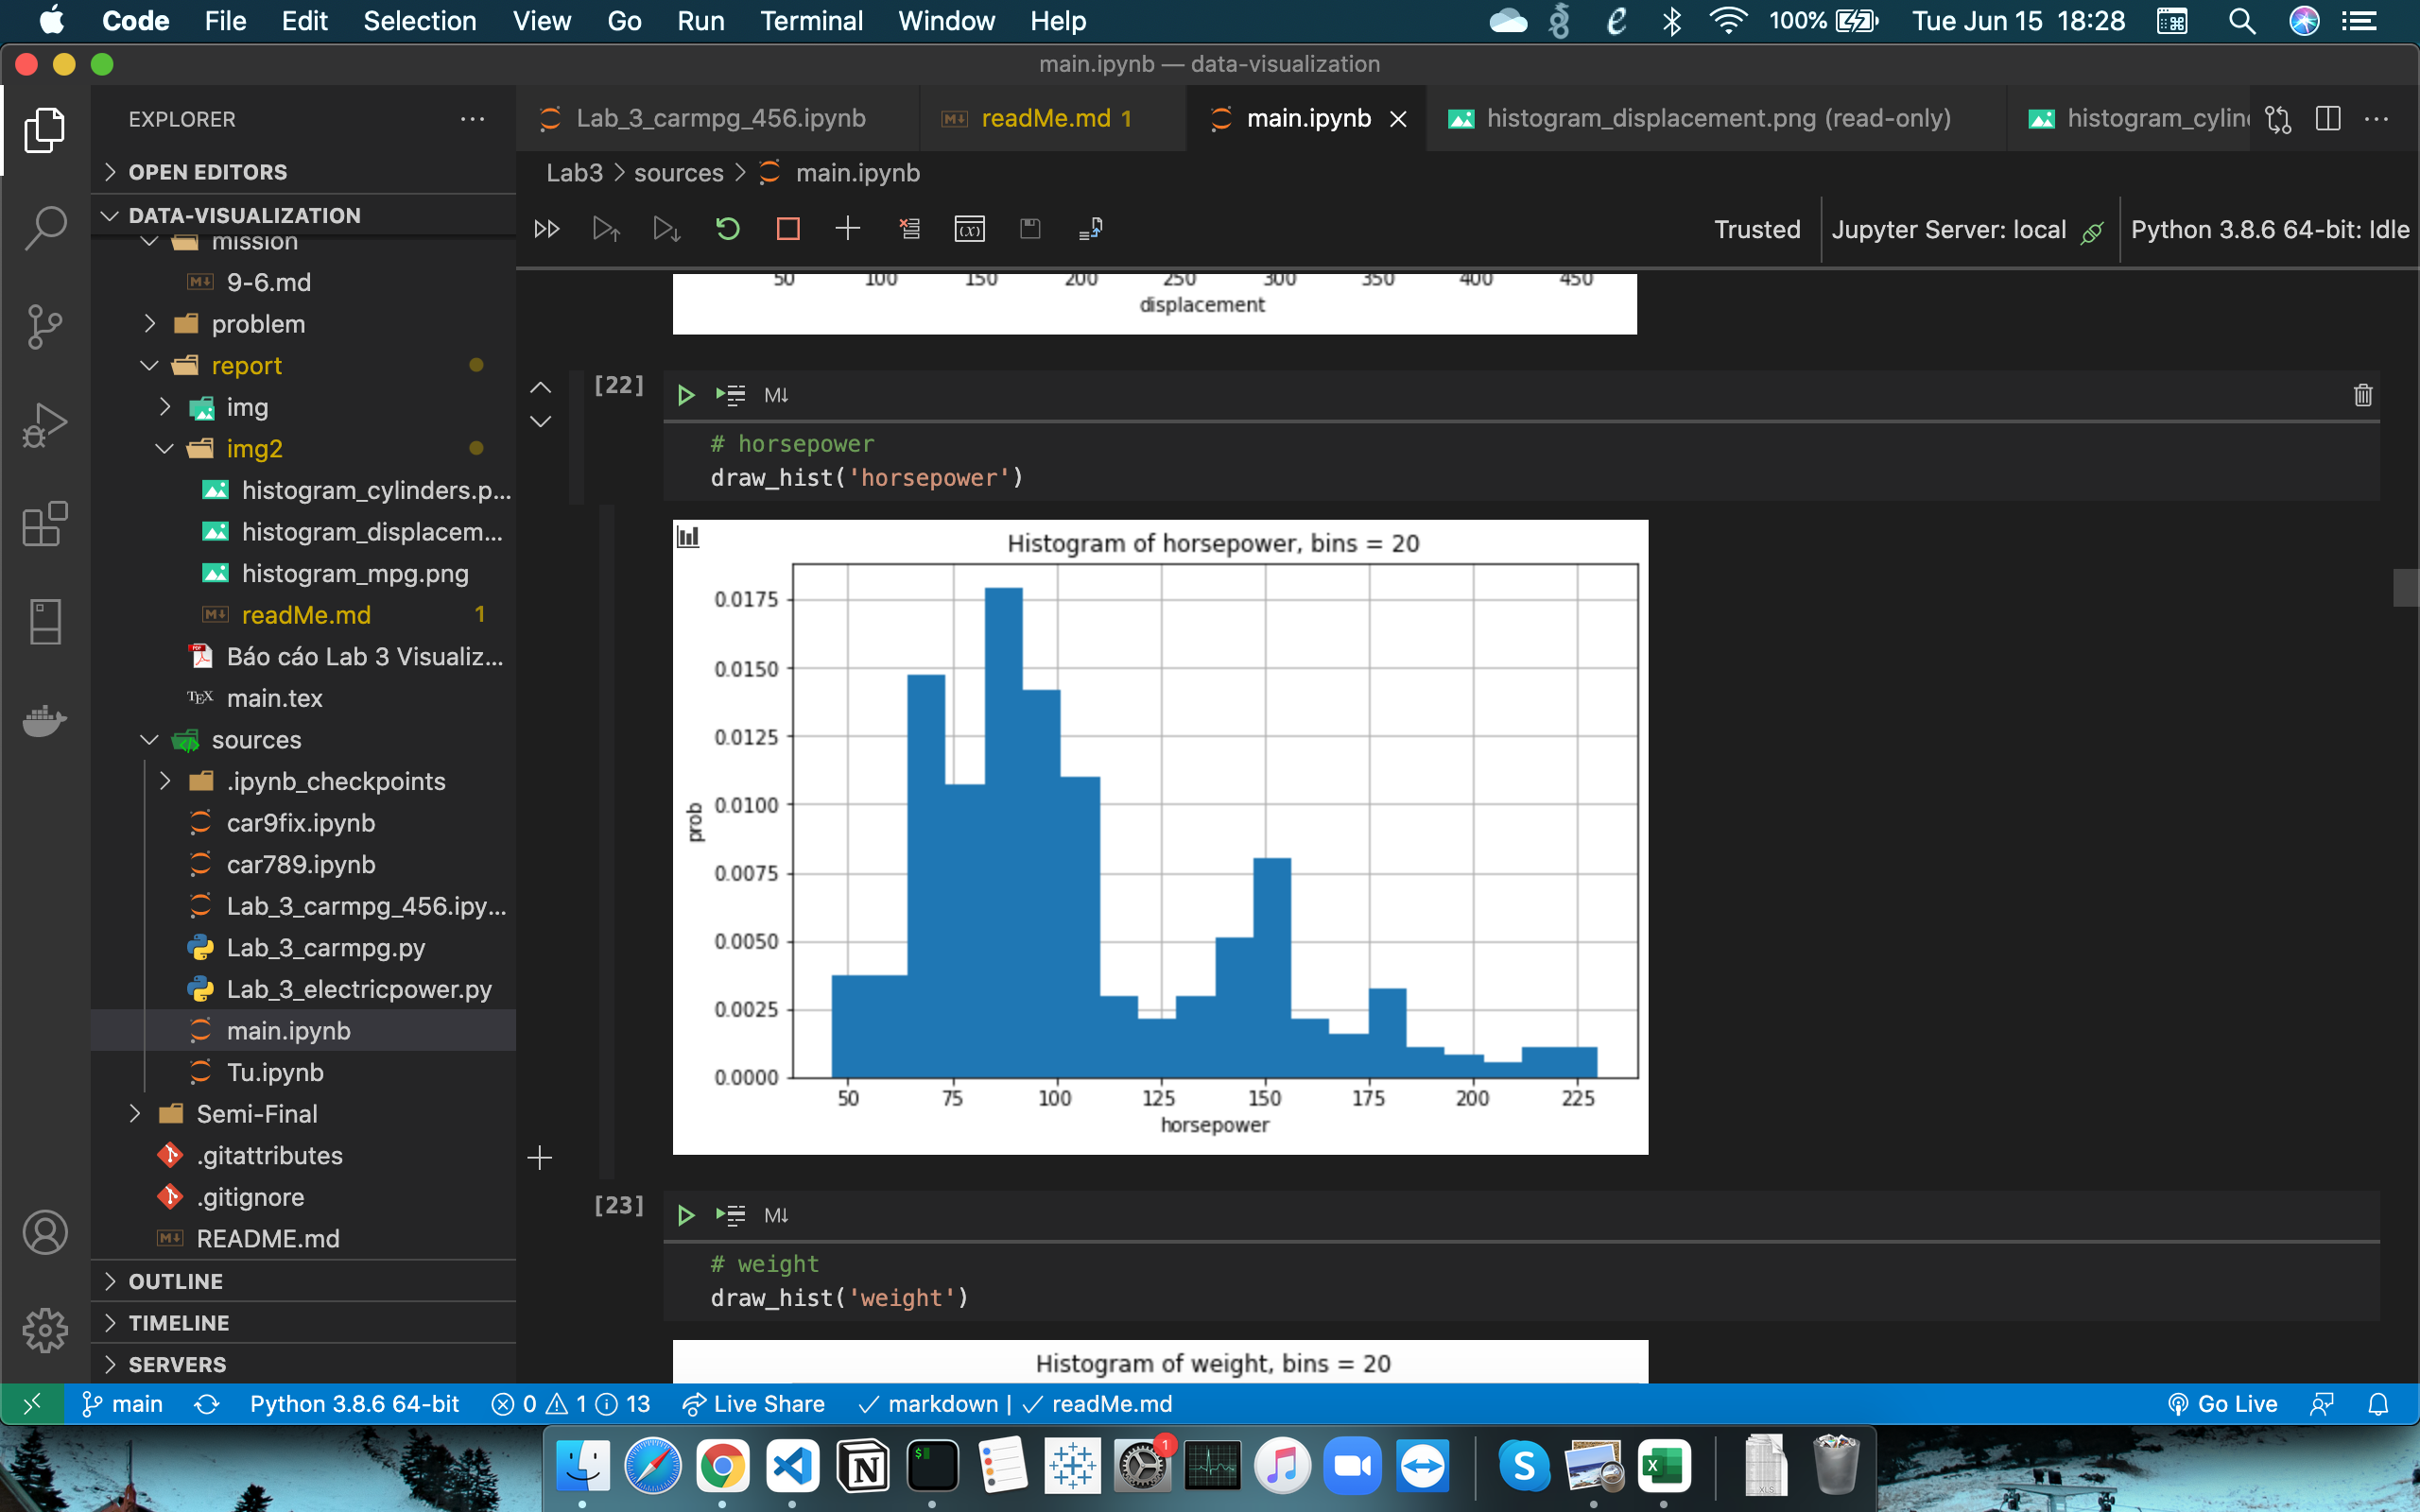 Code File Edit Selection View Go Run Terminal Window Help 100% Tue Jun 15 18:28
main.ipynb — data-visualization
EXPLORER
OPEN EDITORS
DATA-VISUALIZATION
mission
9-6.md
problem
report
img
img2
histogram_cylinders.p...
histogram_displacem...
histogram_mpg.png
readMe.md 1
Báo cáo Lab 3 Visualiz...
TEX main.tex
sources
.ipynb_checkpoints
car9fix.ipynb
car789.ipynb
Lab_3_carmpg_456.ipy...
Lab_3_carmpg.py
Lab_3_electricpower.py
main.ipynb
Tu.ipynb
Semi-Final
.gitattributes
.gitignore
README.md
OUTLINE
TIMELINE
SERVERS
Lab_3_carmpg_456.ipynb readMe.md 1 main.ipynb histogram_displacement.png (read-only) histogram_cylin
Lab3 > sources > main.ipynb
Trusted Jupyter Server: local Python 3.8.6 64-bit: Idle
50 100 150 200 250 300 350 400 450
displacement
[22]
M↓
# horsepower
draw_hist('horsepower')
Histogram of horsepower, bins = 20
0.0175
0.0150
0.0125
0.0100
0.0075
0.0050
0.0025
0.0000
prob
50 75 100 125 150 175 200 225
horsepower
[23]
M↓
# weight
draw_hist('weight')
Histogram of weight, bins = 20
main Python 3.8.6 64-bit 0 1 13 Live Share markdown | readMe.md Go Live
1